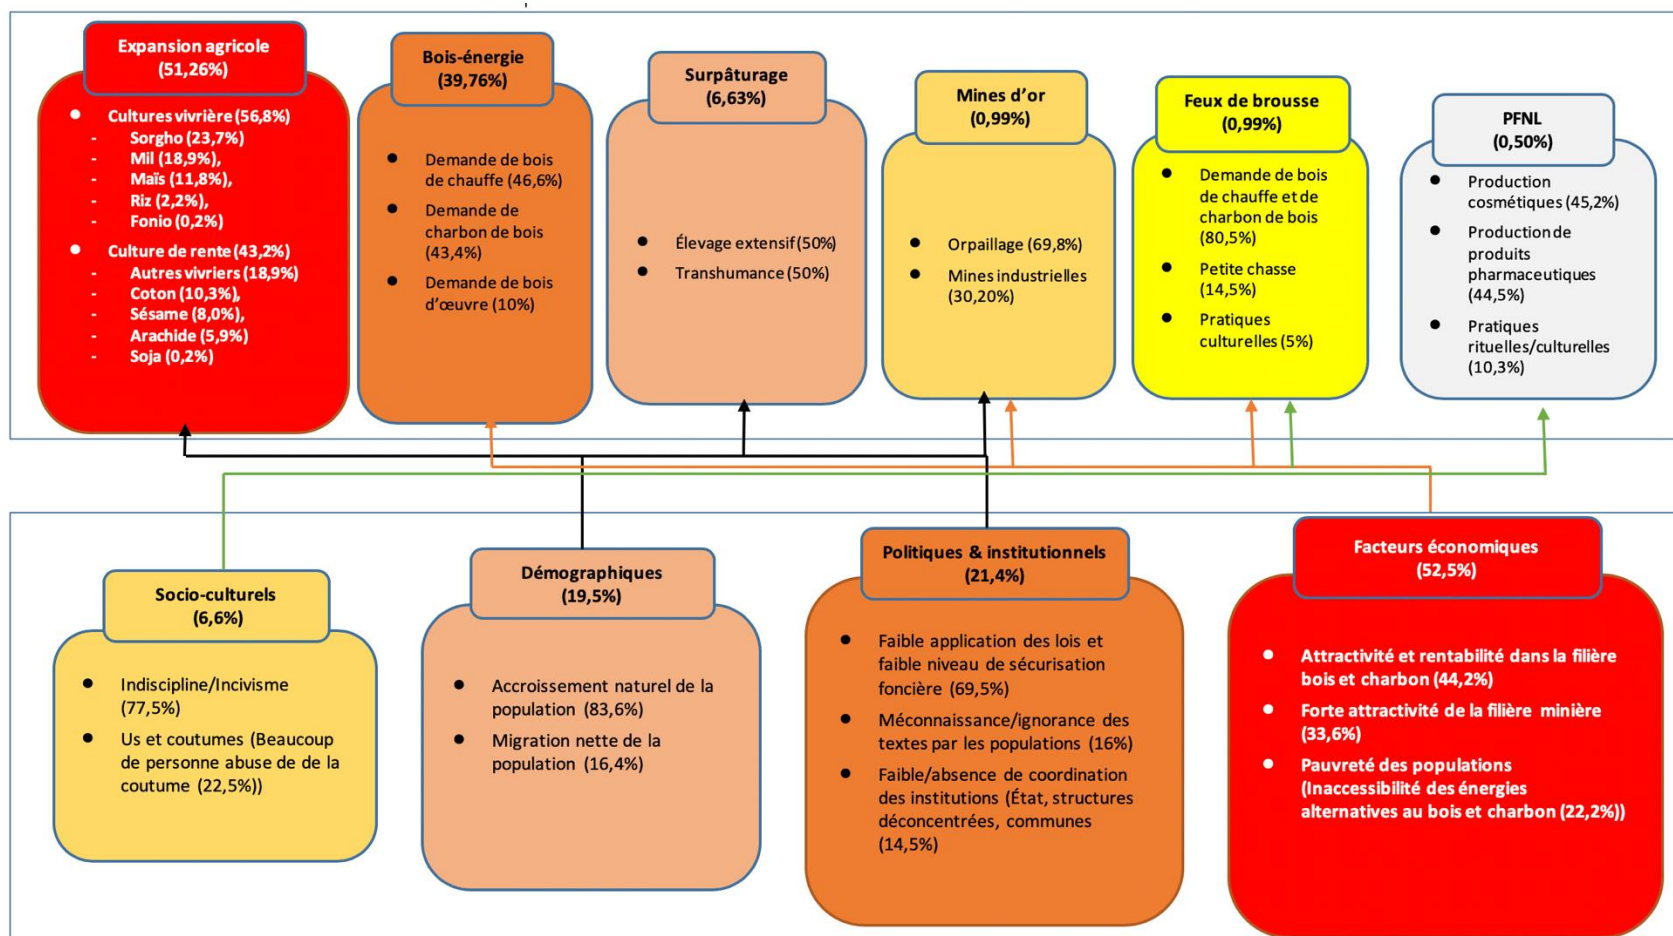 Expansion agricole
(51,26%)
Cultures vivrière (56,8%)
- Sorgho (23,7%)
- Mil (18,9%),
- Maïs (11,8%),
- Riz (2,2%),
- Fonio (0,2%)
Culture de rente (43,2%)
- Autres vivriers (18,9%)
- Coton (10,3%),
- Sésame (8,0%),
- Arachide (5,9%)
- Soja (0,2%)
Bois-énergie
(39,76%)
Demande de bois
de chauffe (46,6%)
Demande de
charbon de bois
(43,4%)
Demande de bois
d’œuvre (10%)
Surpâturage
(6,63%)
Élevage extensif (50%)
Transhumance (50%)
Mines d’or
(0,99%)
Orpaillage (69,8%)
Mines industrielles
(30,20%)
Feux de brousse
(0,99%)
Demande de bois
de chauffe et de
charbon de bois
(80,5%)
Petite chasse
(14,5%)
Pratiques
culturelles (5%)
PFNL
(0,50%)
Production
cosmétiques (45,2%)
Production de
produits
pharmaceutiques
(44,5%)
Pratiques
rituelles/culturelles
(10,3%)
Socio-culturels
(6,6%)
Indiscipline/Incivisme
(77,5%)
Us et coutumes (Beaucoup
de personne abuse de de la
coutume (22,5%))
Démographiques
(19,5%)
Accroissement naturel de la
population (83,6%)
Migration nette de la
population (16,4%)
Politiques & institutionnels
(21,4%)
Faible application des lois et
faible niveau de sécurisation
foncière (69,5%)
Méconnaissance/ignorance des
textes par les populations (16%)
Faible/absence de coordination
des institutions (État, structures
déconcentrées, communes
(14,5%)
Facteurs économiques
(52,5%)
Attractivité et rentabilité dans la filière
bois et charbon (44,2%)
Forte attractivité de la filière minière
(33,6%)
Pauvreté des populations
(Inaccessibilité des énergies
alternatives au bois et charbon (22,2%))